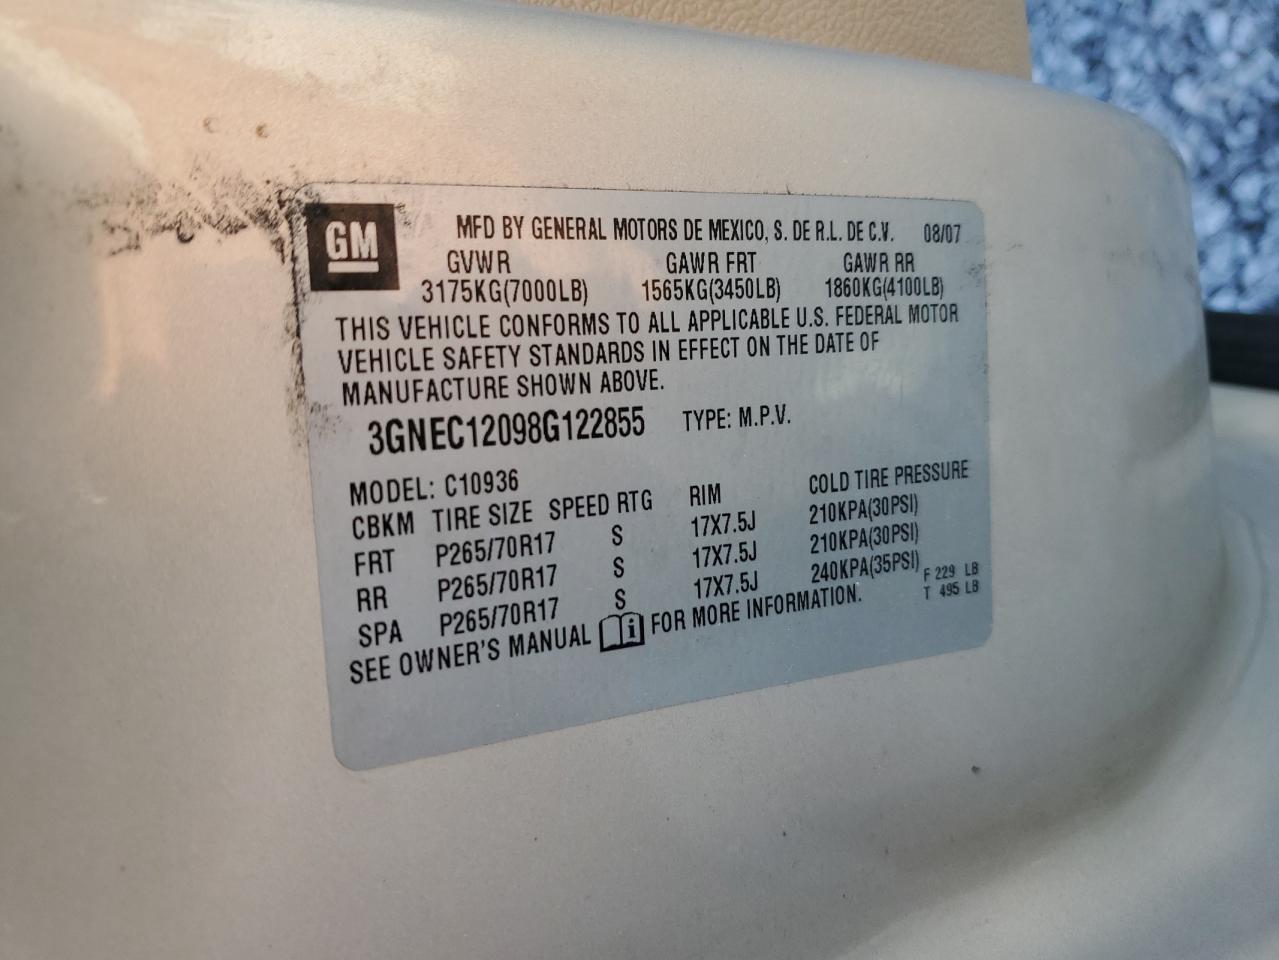 GM
MFD BY GENERAL MOTORS DE MEXICO, S. DE R.L. DE C.V. 08/07
GVWR GAWR FRT GAWR RR
3175KG(7000LB) 1565KG(3450LB) 1860KG(4100LB)
THIS VEHICLE CONFORMS TO ALL APPLICABLE U.S. FEDERAL MOTOR
VEHICLE SAFETY STANDARDS IN EFFECT ON THE DATE OF
MANUFACTURE SHOWN ABOVE.
3GNEC12098G122855 TYPE: M.P.V.
MODEL: C10936
CBKM TIRE SIZE SPEED RTG RIM COLD TIRE PRESSURE
FRT P265/70R17 S 17X7.5J 210KPA(30PSI)
RR P265/70R17 S 17X7.5J 210KPA(30PSI)
SPA P265/70R17 S 17X7.5J 240KPA(35PSI)
F 229 LB
T 495 LB
SEE OWNER'S MANUAL i FOR MORE INFORMATION.